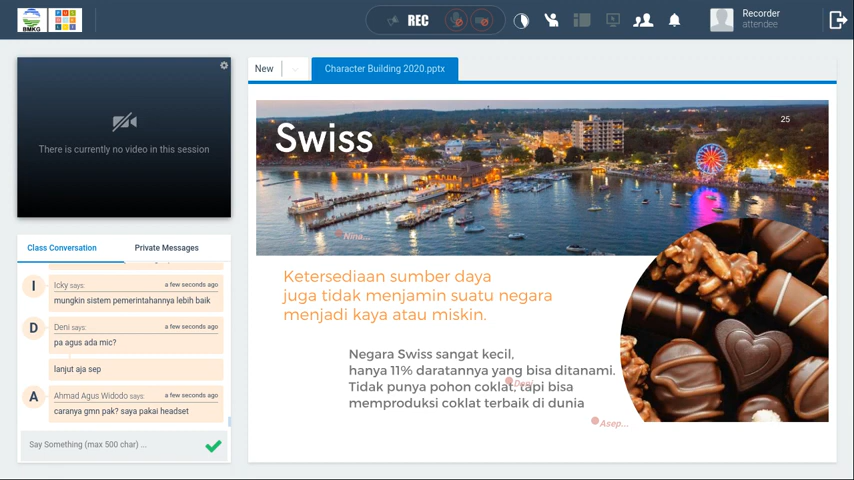 BMKG
REC
Recorder
attendee
There is currently no video in this session
New
Character Building 2020.pptx
25
Swiss
Nina...
Ketersediaan sumber daya
juga tidak menjamin suatu negara
menjadi kaya atau miskin.
Negara Swiss sangat kecil,
hanya 11% daratannya yang bisa ditanami.
Tidak punya pohon coklat, tapi bisa
memproduksi coklat terbaik di dunia
Deni...
Asep...
Class Conversation
Private Messages
I
Icky says:
a few seconds ago
mungkin sistem pemerintahannya lebih baik
D
Deni says:
a few seconds ago
pa agus ada mic?
lanjut aja sep
A
Ahmad Agus Widodo says:
a few seconds ago
caranya gmn pak? saya pakai headset
Say Something (max 500 char) ...